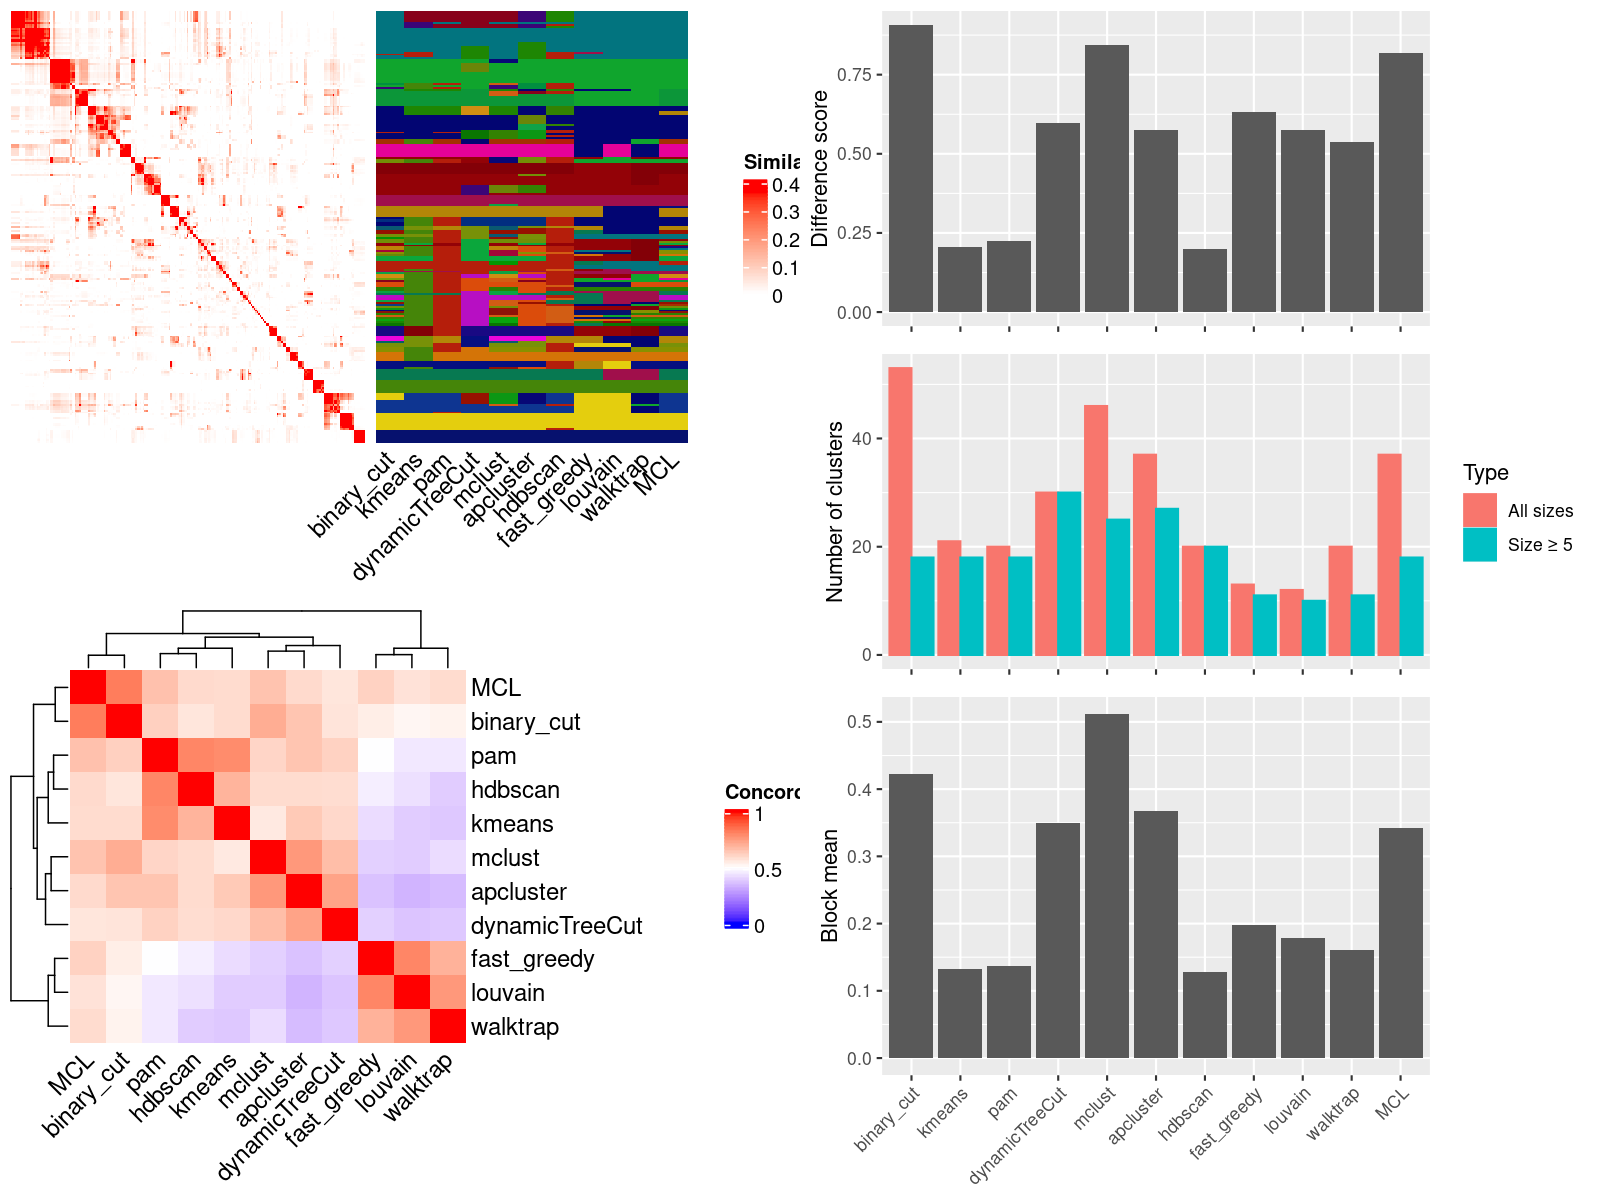 Simila
0.4
0.3
0.2
0.1
0
binary_cut
kmeans
pam
dynamicTreeCut
mclust
apcluster
hdbscan
fast_greedy
louvain
walktrap
MCL
Difference score
0.75
0.50
0.25
0.00
Number of clusters
40
20
0
Type
All sizes
Size ≥ 5
MCL
binary_cut
pam
hdbscan
kmeans
mclust
apcluster
dynamicTreeCut
fast_greedy
louvain
walktrap
MCL
binary_cut
pam
hdbscan
kmeans
mclust
apcluster
dynamicTreeCut
fast_greedy
louvain
walktrap
Concord
1
0.5
0
Block mean
0.5
0.4
0.3
0.2
0.1
0.0
binary_cut
kmeans
pam
dynamicTreeCut
mclust
apcluster
hdbscan
fast_greedy
louvain
walktrap
MCL